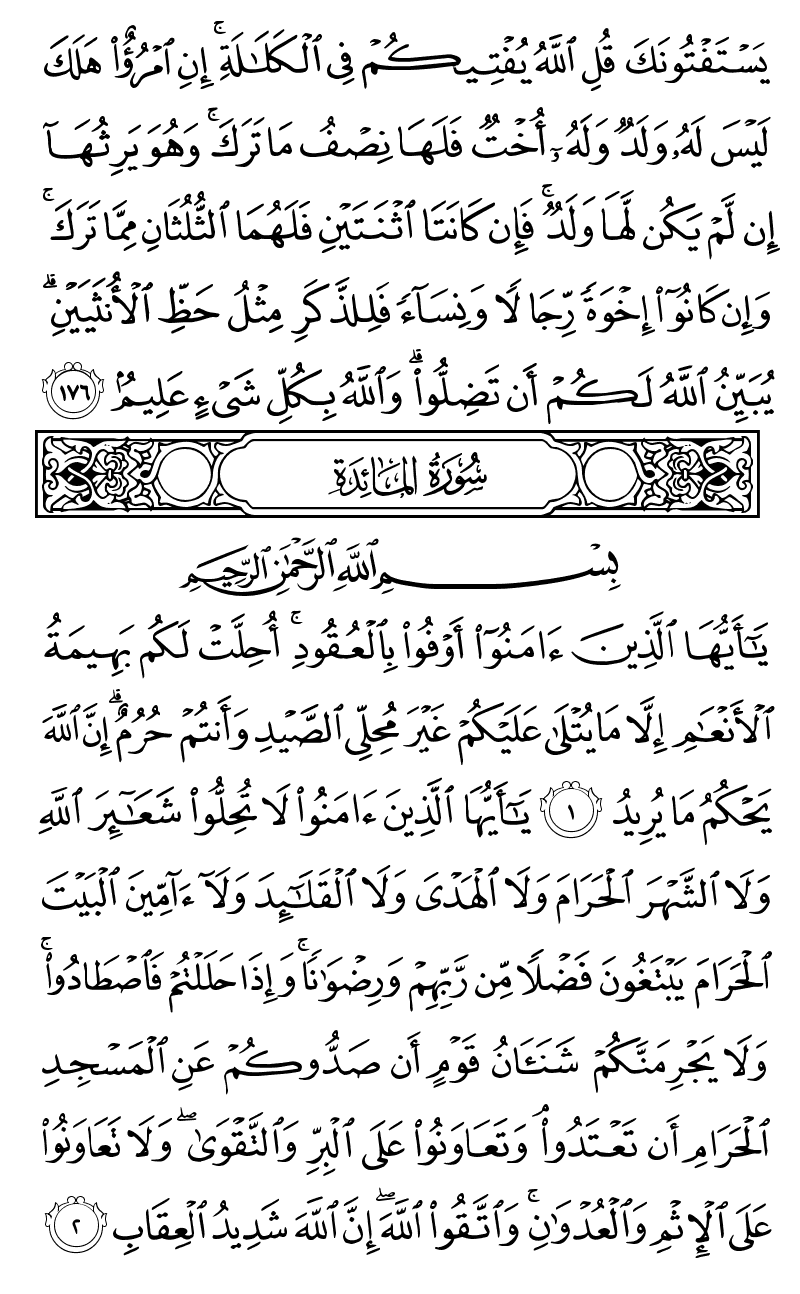 يَسْتَفْتُونَكَ قُلِ ٱللَّهُ يُفْتِيكُمْ فِى ٱلْكَلَـٰلَةِ ۚ إِنِ ٱمْرُؤٌا۟ هَلَكَ
لَيْسَ لَهُۥ وَلَدٌ وَلَهُۥٓ أُخْتٌ فَلَهَا نِصْفُ مَا تَرَكَ ۚ وَهُوَ يَرِثُهَآ
إِن لَّمْ يَكُن لَّهَا وَلَدٌ ۚ فَإِن كَانَتَا ٱثْنَتَيْنِ فَلَهُمَا ٱلثُّلُثَانِ مِمَّا تَرَكَ ۚ
وَإِن كَانُوٓا۟ إِخْوَةً رِّجَالًا وَنِسَآءً فَلِلذَّكَرِ مِثْلُ حَظِّ ٱلْأُنثَيَيْنِ ۗ
يُبَيِّنُ ٱللَّهُ لَكُمْ أَن تَضِلُّوا۟ ۗ وَٱللَّهُ بِكُلِّ شَىْءٍ عَلِيمٌۢ ١٧٦
سُورَةُ المَائِدَةِ
بِسْمِ ٱللَّهِ ٱلرَّحْمَـٰنِ ٱلرَّحِيمِ
يَـٰٓأَيُّهَا ٱلَّذِينَ ءَامَنُوٓا۟ أَوْفُوا۟ بِٱلْعُقُودِ ۚ أُحِلَّتْ لَكُم بَهِيمَةُ
ٱلْأَنْعَـٰمِ إِلَّا مَا يُتْلَىٰ عَلَيْكُمْ غَيْرَ مُحِلِّى ٱلصَّيْدِ وَأَنتُمْ حُرُمٌ ۗ إِنَّ ٱللَّهَ
يَحْكُمُ مَا يُرِيدُ ١ يَـٰٓأَيُّهَا ٱلَّذِينَ ءَامَنُوا۟ لَا تُحِلُّوا۟ شَعَـٰٓئِرَ ٱللَّهِ
وَلَا ٱلشَّهْرَ ٱلْحَرَامَ وَلَا ٱلْهَدْىَ وَلَا ٱلْقَلَـٰٓئِدَ وَلَآ ءَآمِّينَ ٱلْبَيْتَ
ٱلْحَرَامَ يَبْتَغُونَ فَضْلًا مِّن رَّبِّهِمْ وَرِضْوَٰنًا ۚ وَإِذَا حَلَلْتُمْ فَٱصْطَادُوا۟ ۚ
وَلَا يَجْرِمَنَّكُمْ شَنَـَٔانُ قَوْمٍ أَن صَدُّوكُمْ عَنِ ٱلْمَسْجِدِ
ٱلْحَرَامِ أَن تَعْتَدُوا۟ ۘ وَتَعَاوَنُوا۟ عَلَى ٱلْبِرِّ وَٱلتَّقْوَىٰ ۖ وَلَا تَعَاوَنُوا۟
عَلَى ٱلْإِثْمِ وَٱلْعُدْوَٰنِ ۚ وَٱتَّقُوا۟ ٱللَّهَ ۖ إِنَّ ٱللَّهَ شَدِيدُ ٱلْعِقَابِ ٢